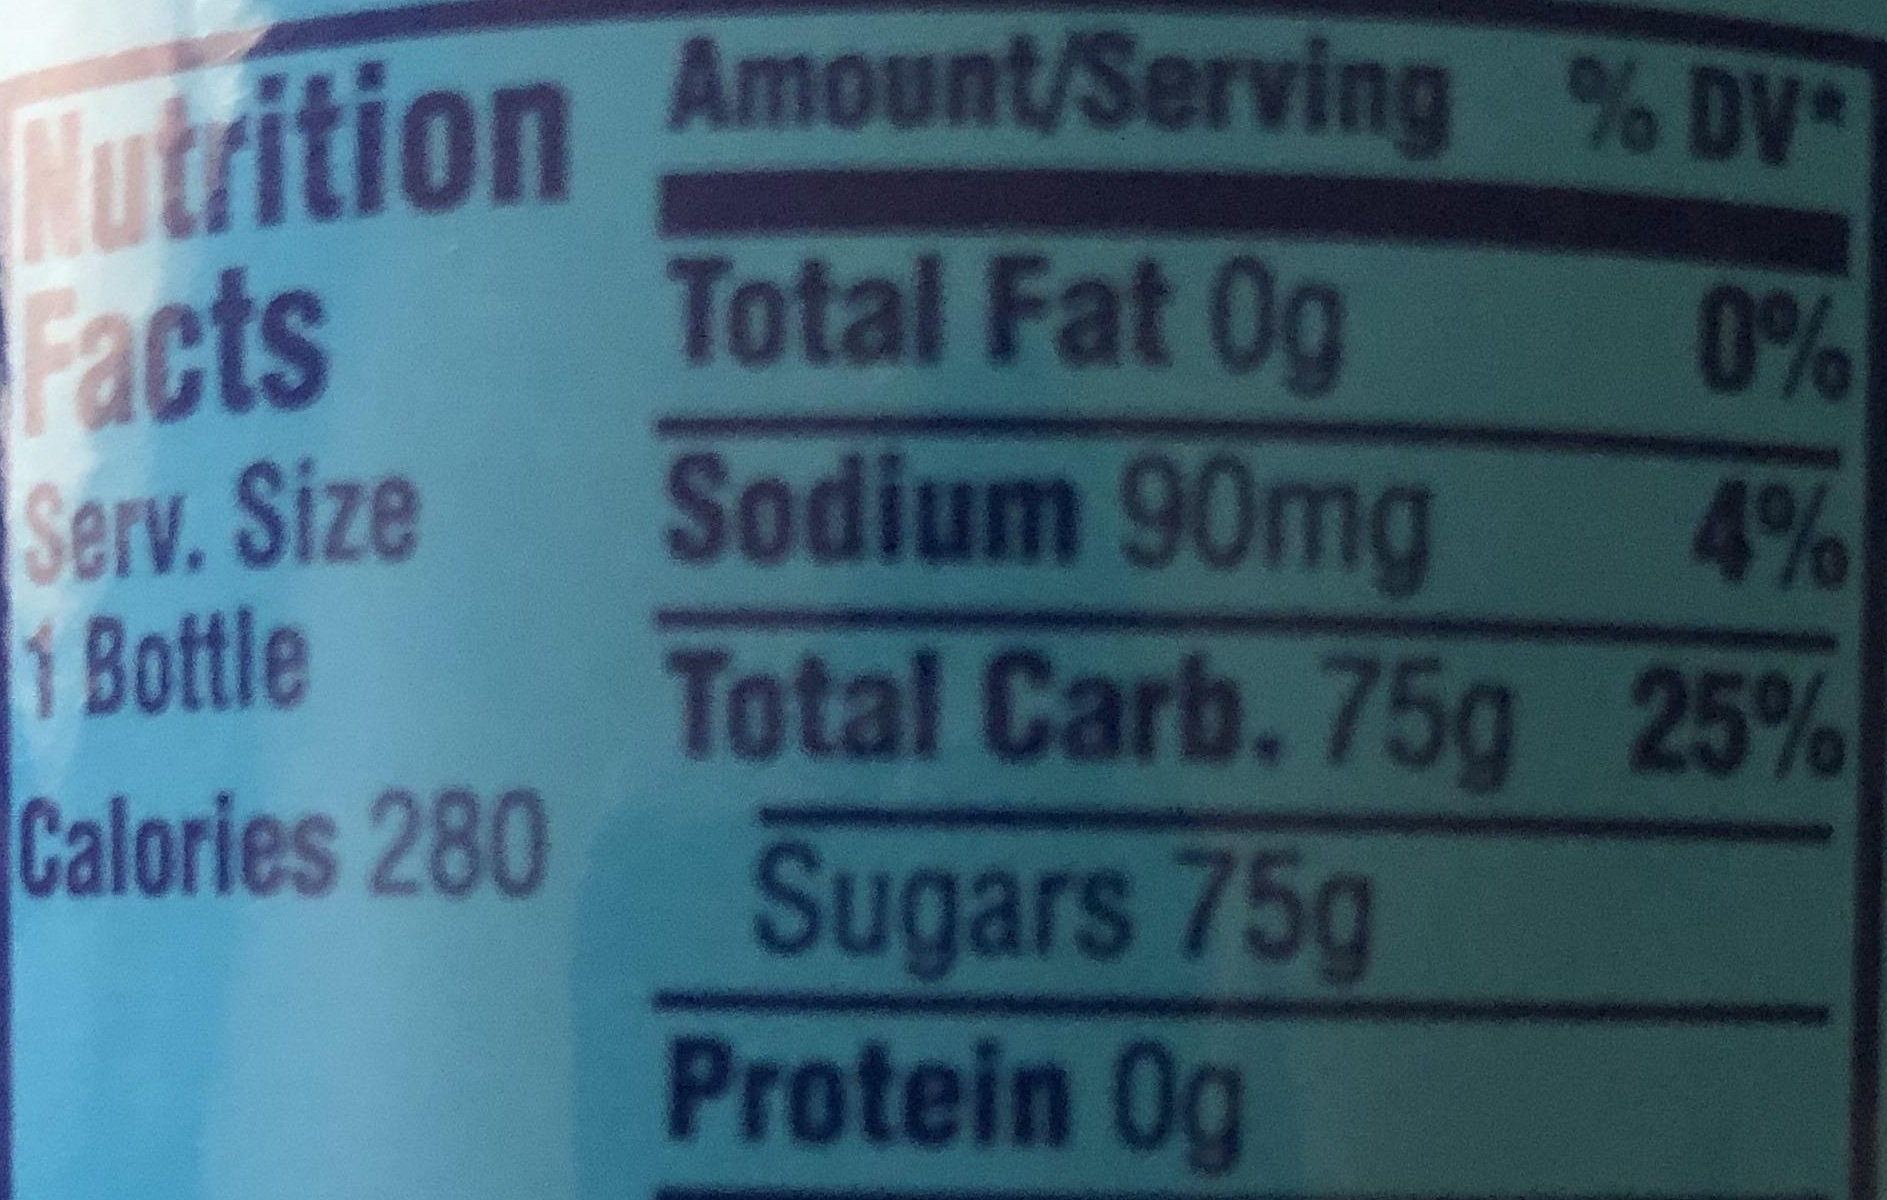 Nutrition
Facts
Serv. Size
1 Bottle
Calories 280
Amount/Serving % DV*
Total Fat 0g 0%
Sodium 90mg 4%
Total Carb. 75g 25%
Sugars 75g
Protein 0g